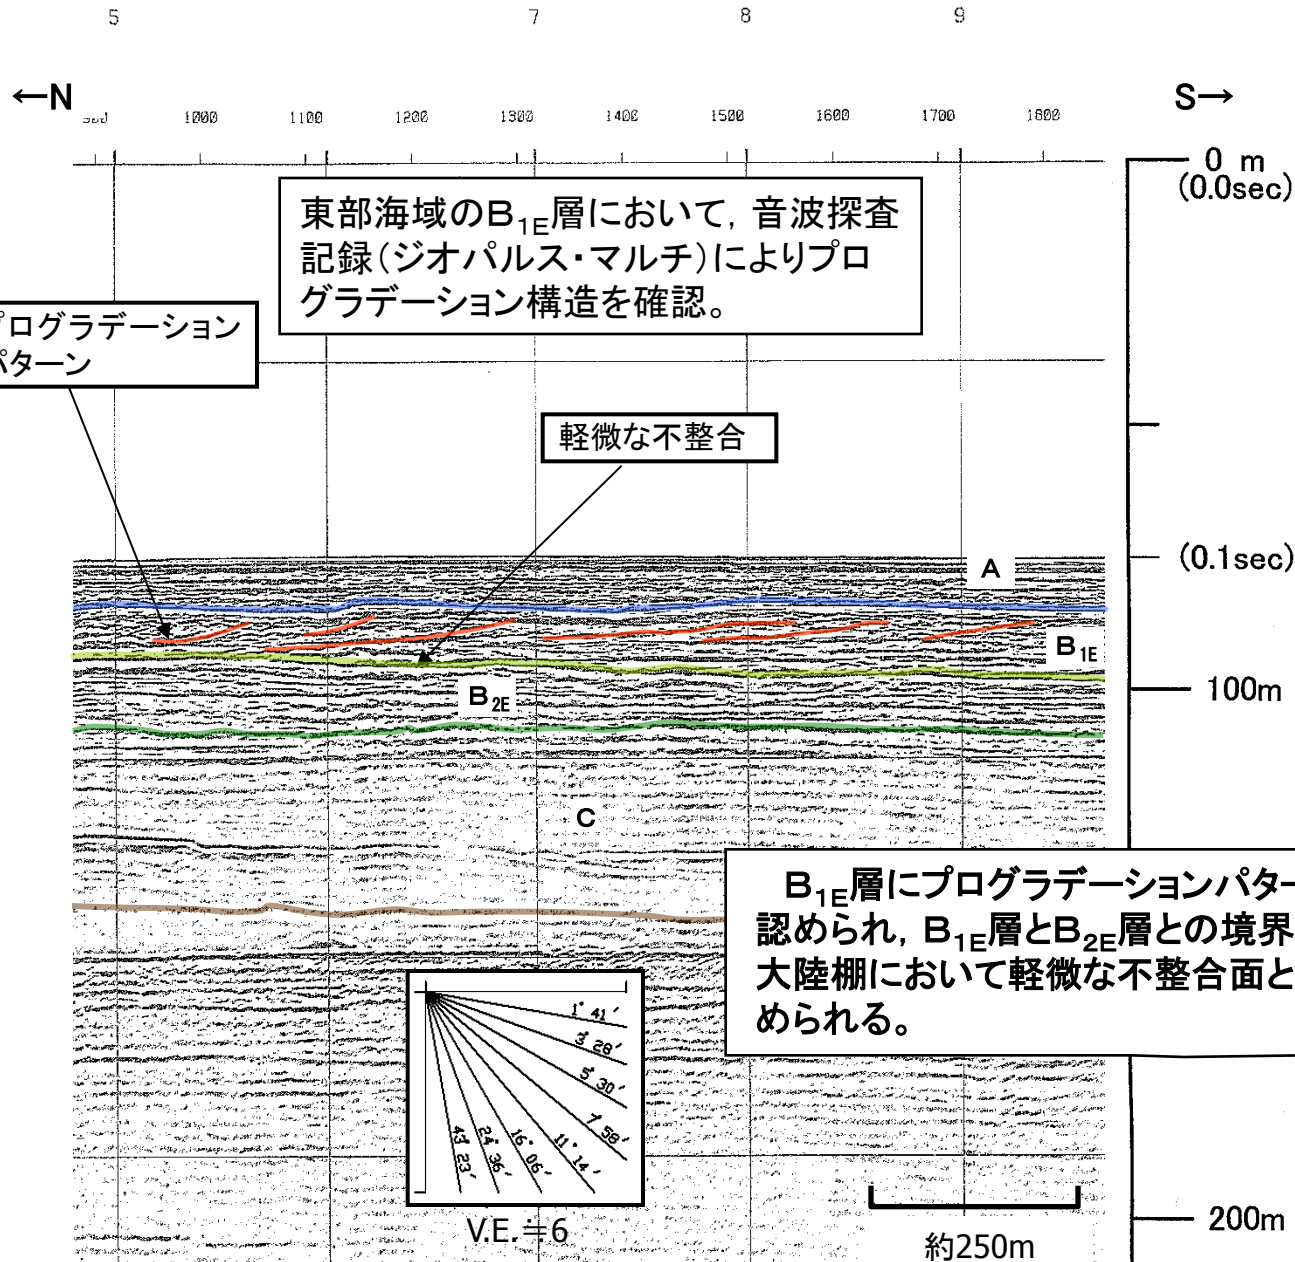 5 7 8 9
←N S→
1000 1100 1200 1300 1400 1500 1600 1700 1800
0 m
(0.0sec)
東部海域のB1E層において，音波探査
記録(ジオパルス・マルチ)によりプロ
グラデーション構造を確認。
プログラデーション
パターン
軽微な不整合
(0.1sec)
A
B1E
100m
B2E
C
B1E層にプログラデーションパター
認められ，B1E層とB2E層との境界
大陸棚において軽微な不整合面と
められる。
1° 41′
3° 28′
5° 30′
7° 58′
11° 14′
16° 06′
24° 36′
43° 23′
V.E.≒6
約250m
200m